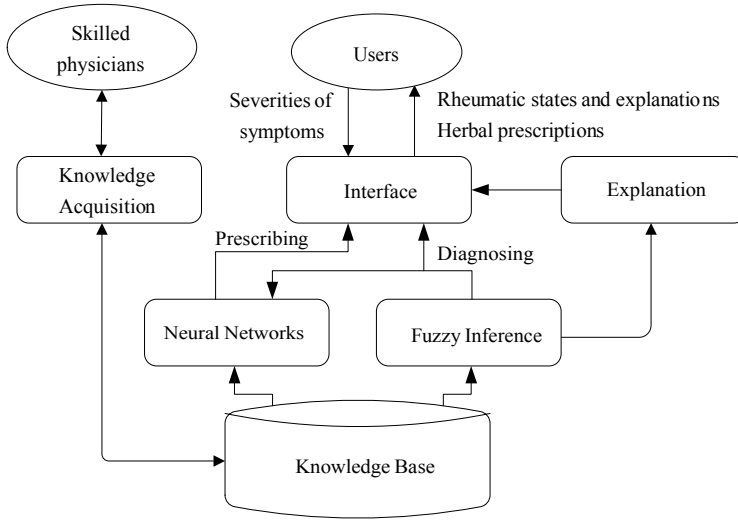 Skilled
physicians
Users
Severities of
symptoms
Rheumatic states and explanations
Herbal prescriptions
Knowledge
Acquisition
Interface
Explanation
Prescribing
Diagnosing
Neural Networks
Fuzzy Inference
Knowledge Base